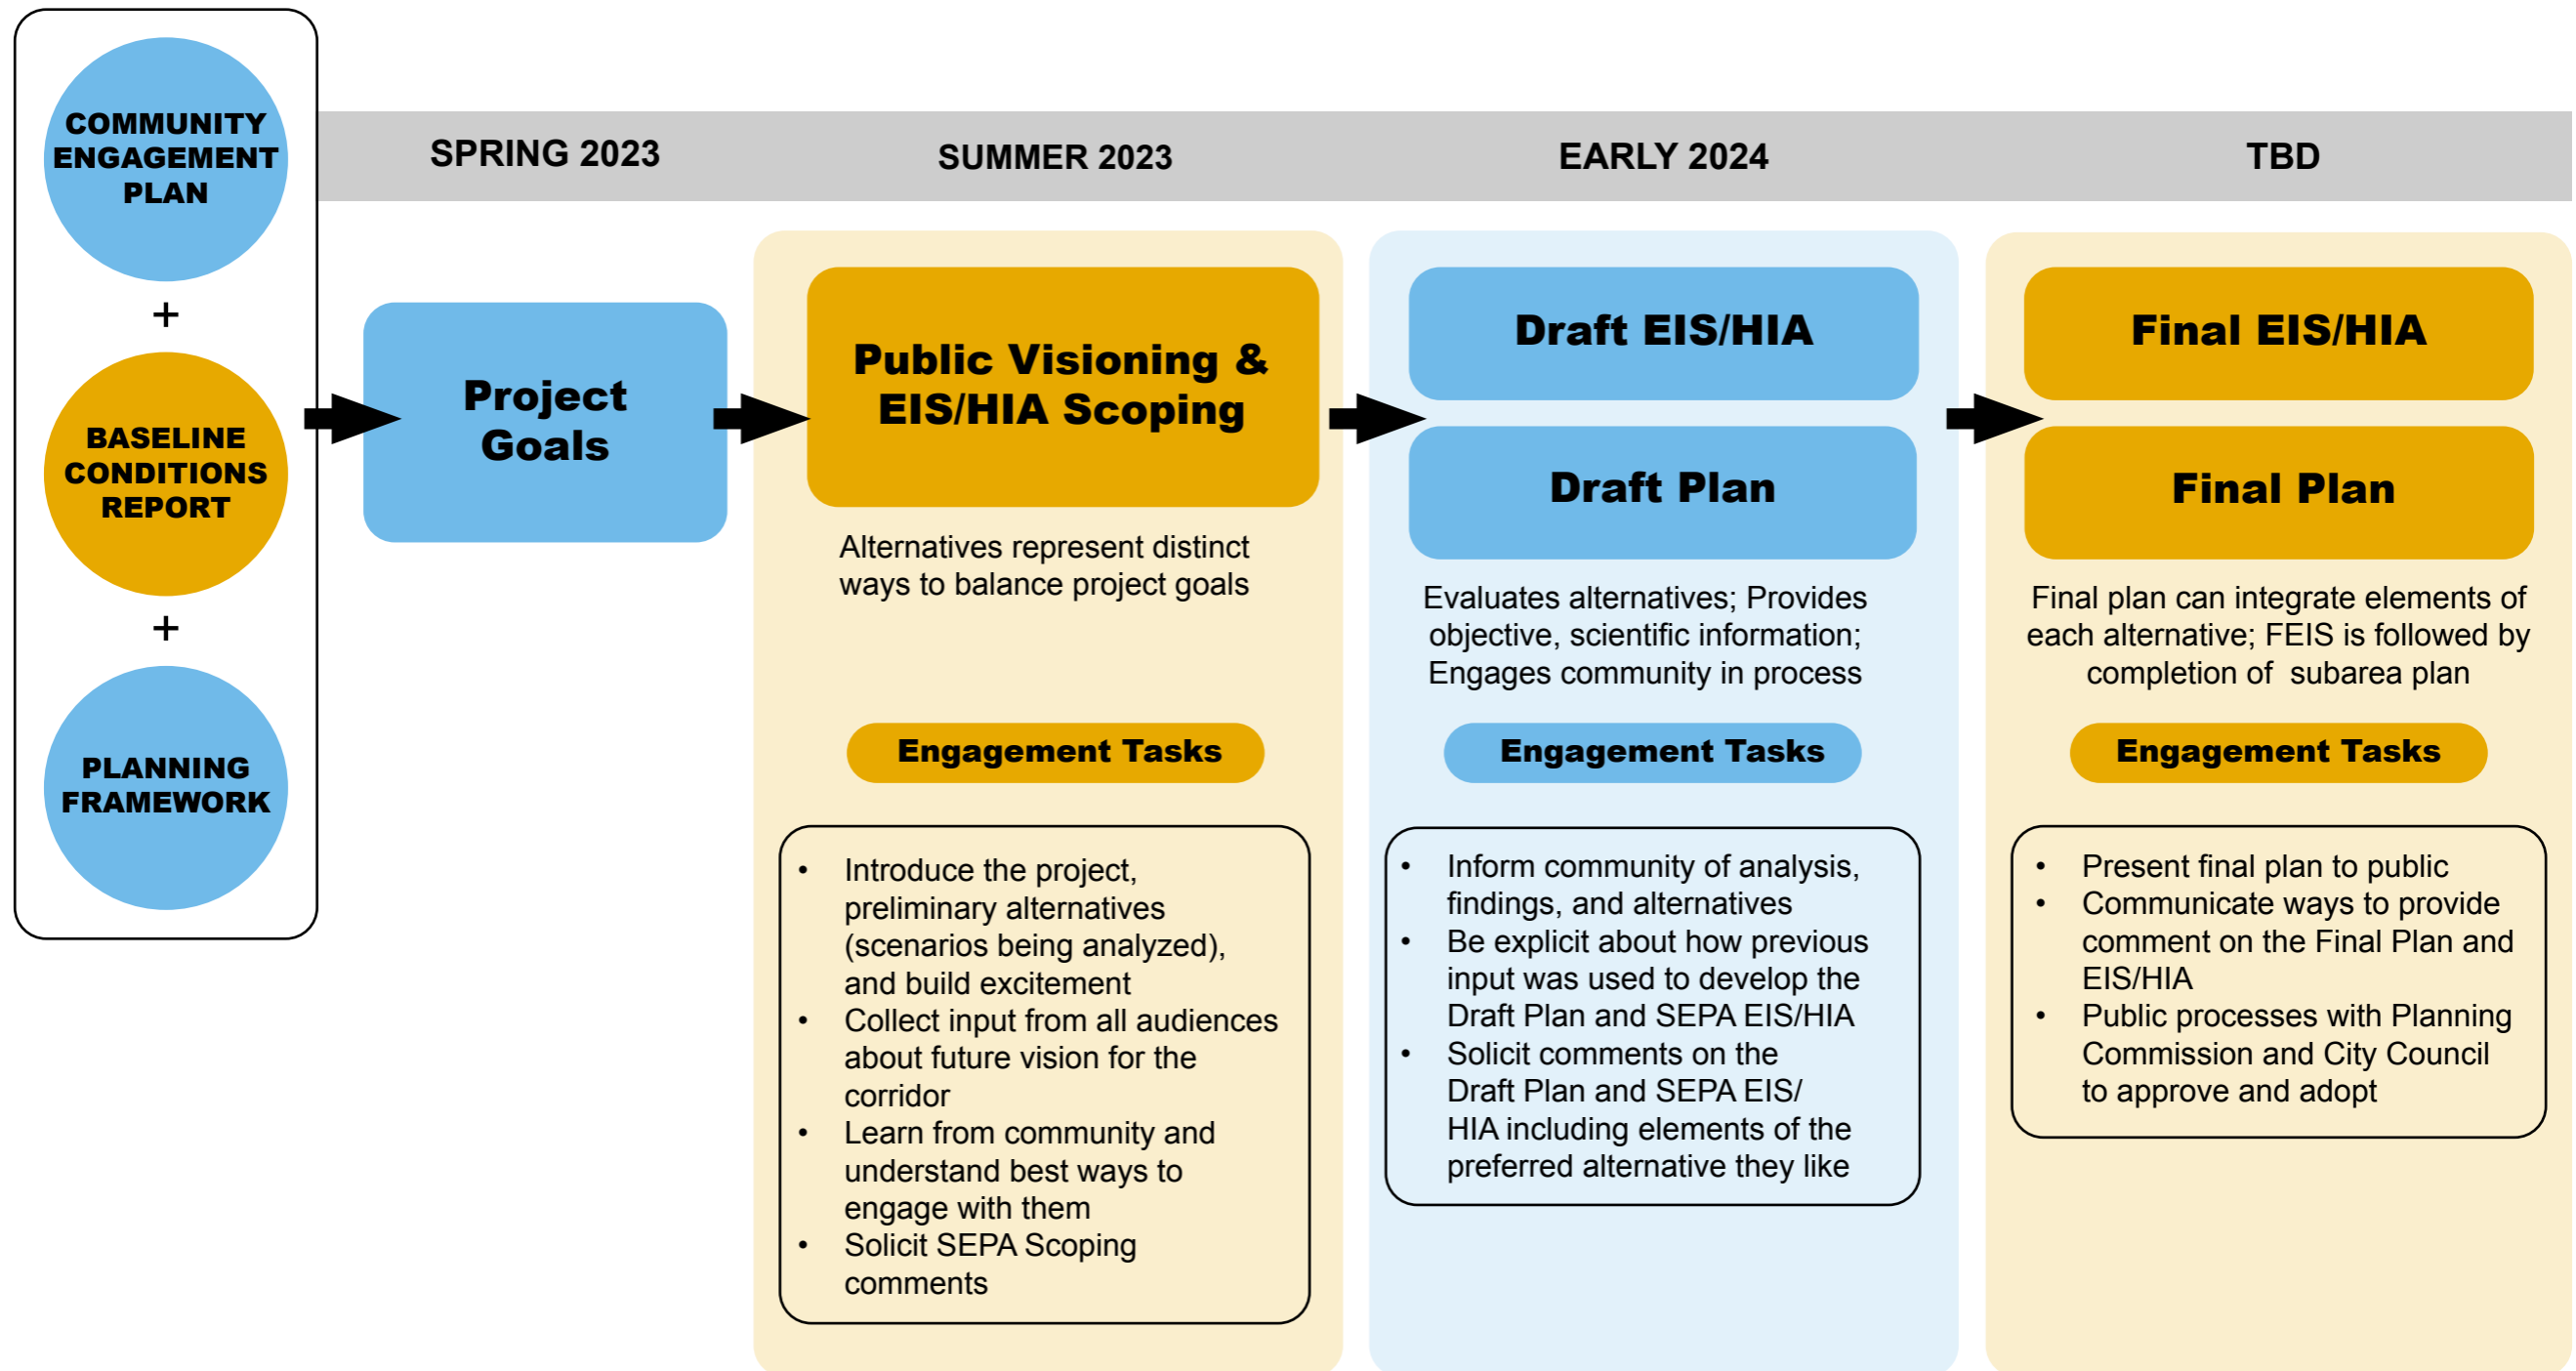 COMMUNITY
ENGAGEMENT
PLAN
+
BASELINE
CONDITIONS
REPORT
+
PLANNING
FRAMEWORK
SPRING 2023
SUMMER 2023
EARLY 2024
TBD
Project
Goals
Public Visioning &
EIS/HIA Scoping
Alternatives represent distinct
ways to balance project goals
Engagement Tasks
• Introduce the project,
preliminary alternatives
(scenarios being analyzed),
and build excitement
• Collect input from all audiences
about future vision for the
corridor
• Learn from community and
understand best ways to
engage with them
• Solicit SEPA Scoping
comments
Draft EIS/HIA
Draft Plan
Evaluates alternatives; Provides
objective, scientific information;
Engages community in process
Engagement Tasks
• Inform community of analysis,
findings, and alternatives
• Be explicit about how previous
input was used to develop the
Draft Plan and SEPA EIS/HIA
• Solicit comments on the
Draft Plan and SEPA EIS/
HIA including elements of the
preferred alternative they like
Final EIS/HIA
Final Plan
Final plan can integrate elements of
each alternative; FEIS is followed by
completion of subarea plan
Engagement Tasks
• Present final plan to public
• Communicate ways to provide
comment on the Final Plan and
EIS/HIA
• Public processes with Planning
Commission and City Council
to approve and adopt